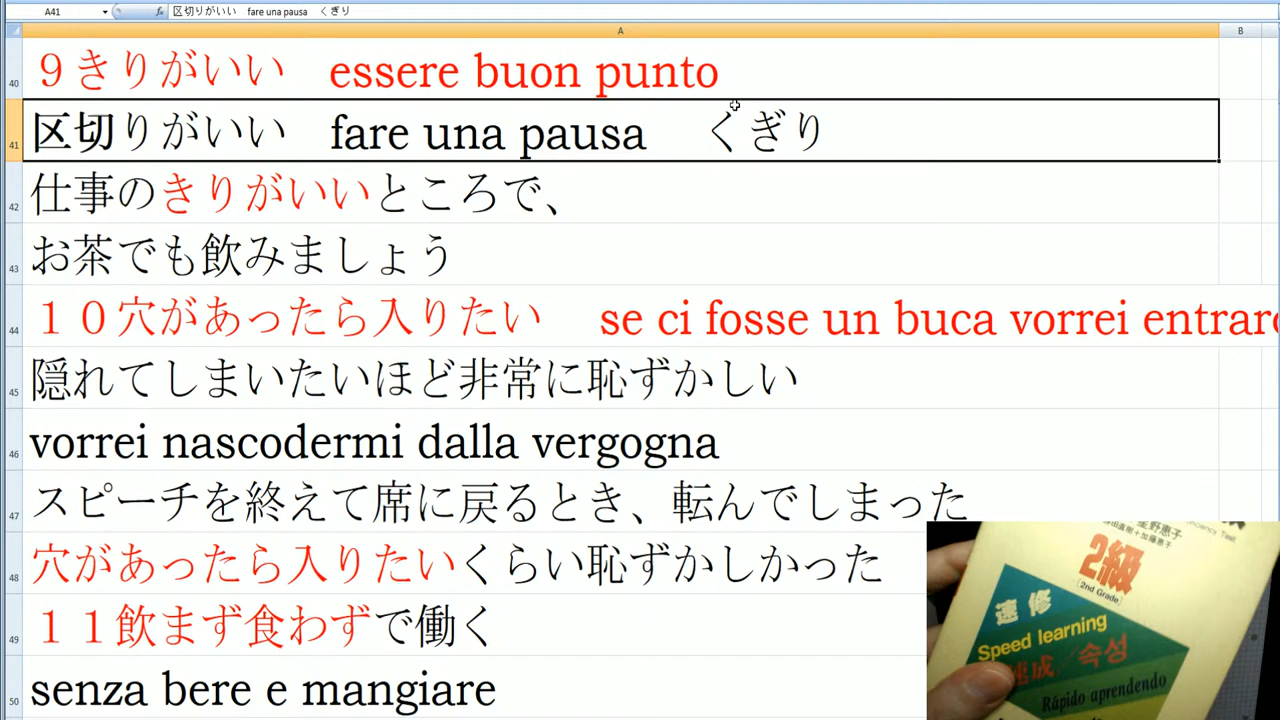 A41
fx 区切りがいい fare una pausa くぎり
A B
40 ９きりがいい essere buon punto
41 区切りがいい fare una pausa くぎり
42 仕事のきりがいいところで、
43 お茶でも飲みましょう
44 １０穴があったら入りたい se ci fosse un buca vorrei entrare
45 隠れてしまいたいほど非常に恥ずかしい
46 vorrei nascodermi dalla vergogna
47 スピーチを終えて席に戻るとき、転んでしまった
48 穴があったら入りたいくらい恥ずかしかった
49 １１飲まず食わずで働く
50 senza bere e mangiare
iciency Test
星野恵子
2級
(2nd Grade)
速修
Speed learning
速成／速成
Rápido aprendendo